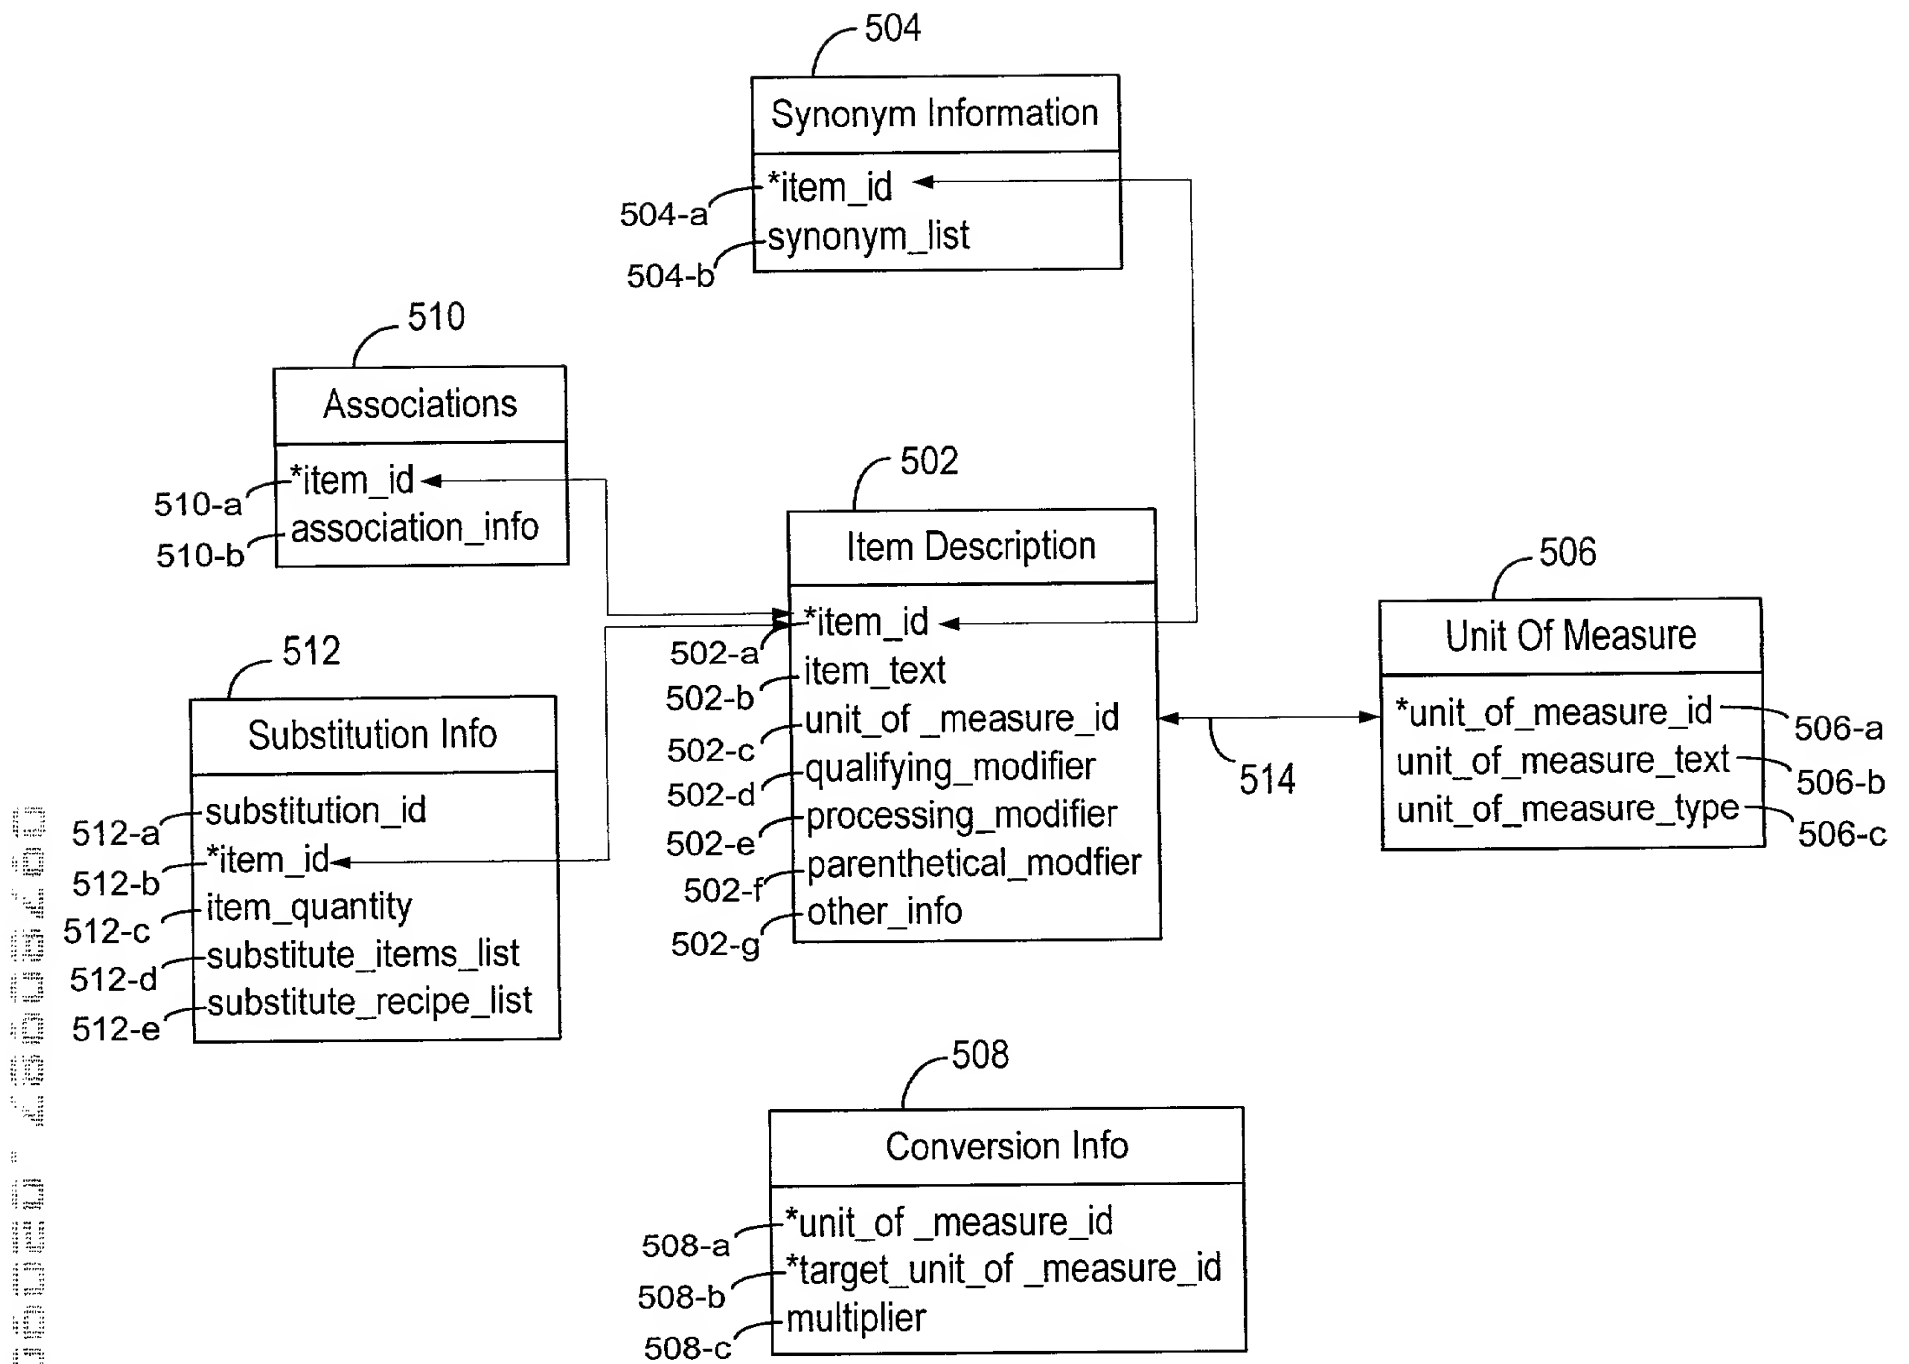 504
Synonym Information
*item_id
504-a
synonym_list
504-b
510
Associations
*item_id
510-a
association_info
510-b
502
Item Description
*item_id
502-a
item_text
502-b
unit_of _measure_id
502-c
qualifying_modifier
502-d
processing_modifier
502-e
parenthetical_modfier
502-f
other_info
502-g
506
Unit Of Measure
*unit_of_measure_id
506-a
unit_of_measure_text
506-b
unit_of_measure_type
506-c
514
512
Substitution Info
substitution_id
512-a
*item_id
512-b
item_quantity
512-c
substitute_items_list
512-d
substitute_recipe_list
512-e
508
Conversion Info
*unit_of _measure_id
508-a
*target_unit_of _measure_id
508-b
multiplier
508-c